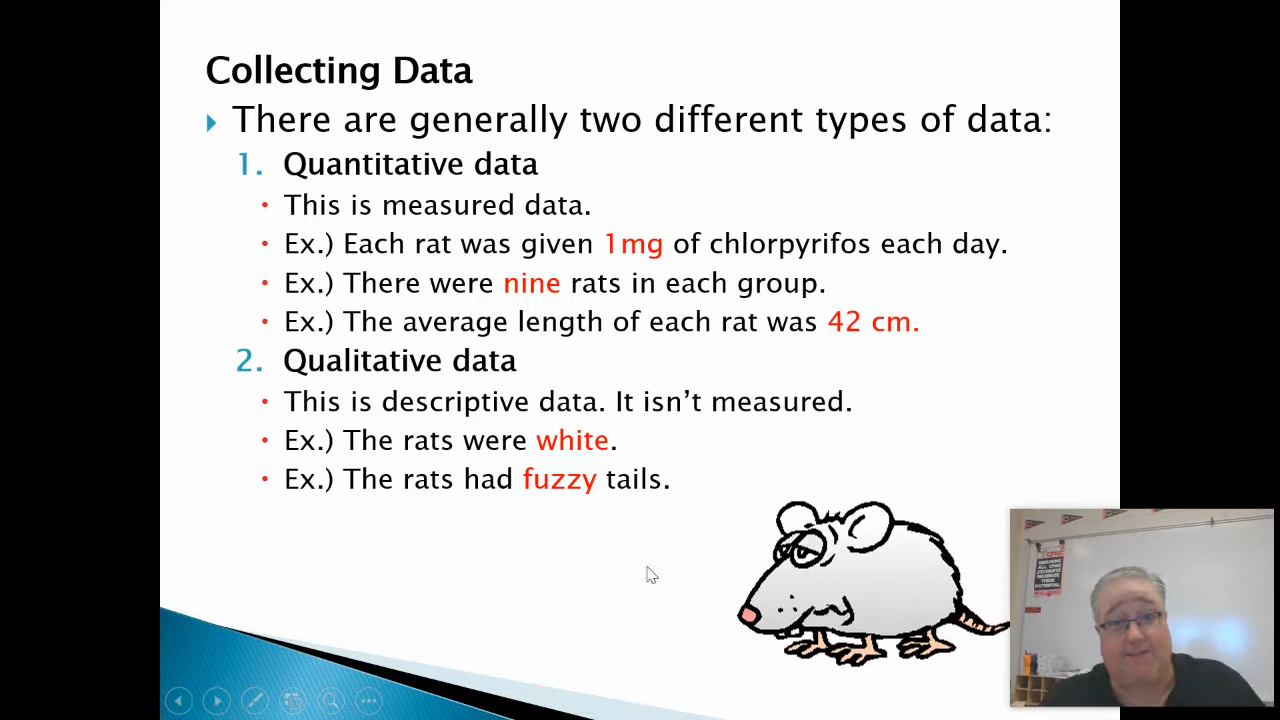 Collecting Data
There are generally two different types of data:
1. Quantitative data
• This is measured data.
• Ex.) Each rat was given 1mg of chlorpyrifos each day.
• Ex.) There were nine rats in each group.
• Ex.) The average length of each rat was 42 cm.
2. Qualitative data
• This is descriptive data. It isn’t measured.
• Ex.) The rats were white.
• Ex.) The rats had fuzzy tails.